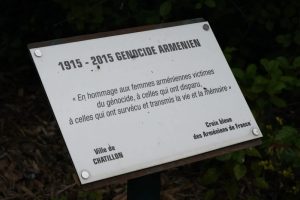 1915 - 2015 GENOCIDE ARMENIEN
« En hommage aux femmes arméniennes victimes
du génocide, à celles qui ont disparu,
à celles qui ont survécu et transmis la vie et la mémoire »
Ville de
CHATILLON
Croix bleue
des Arméniens de France